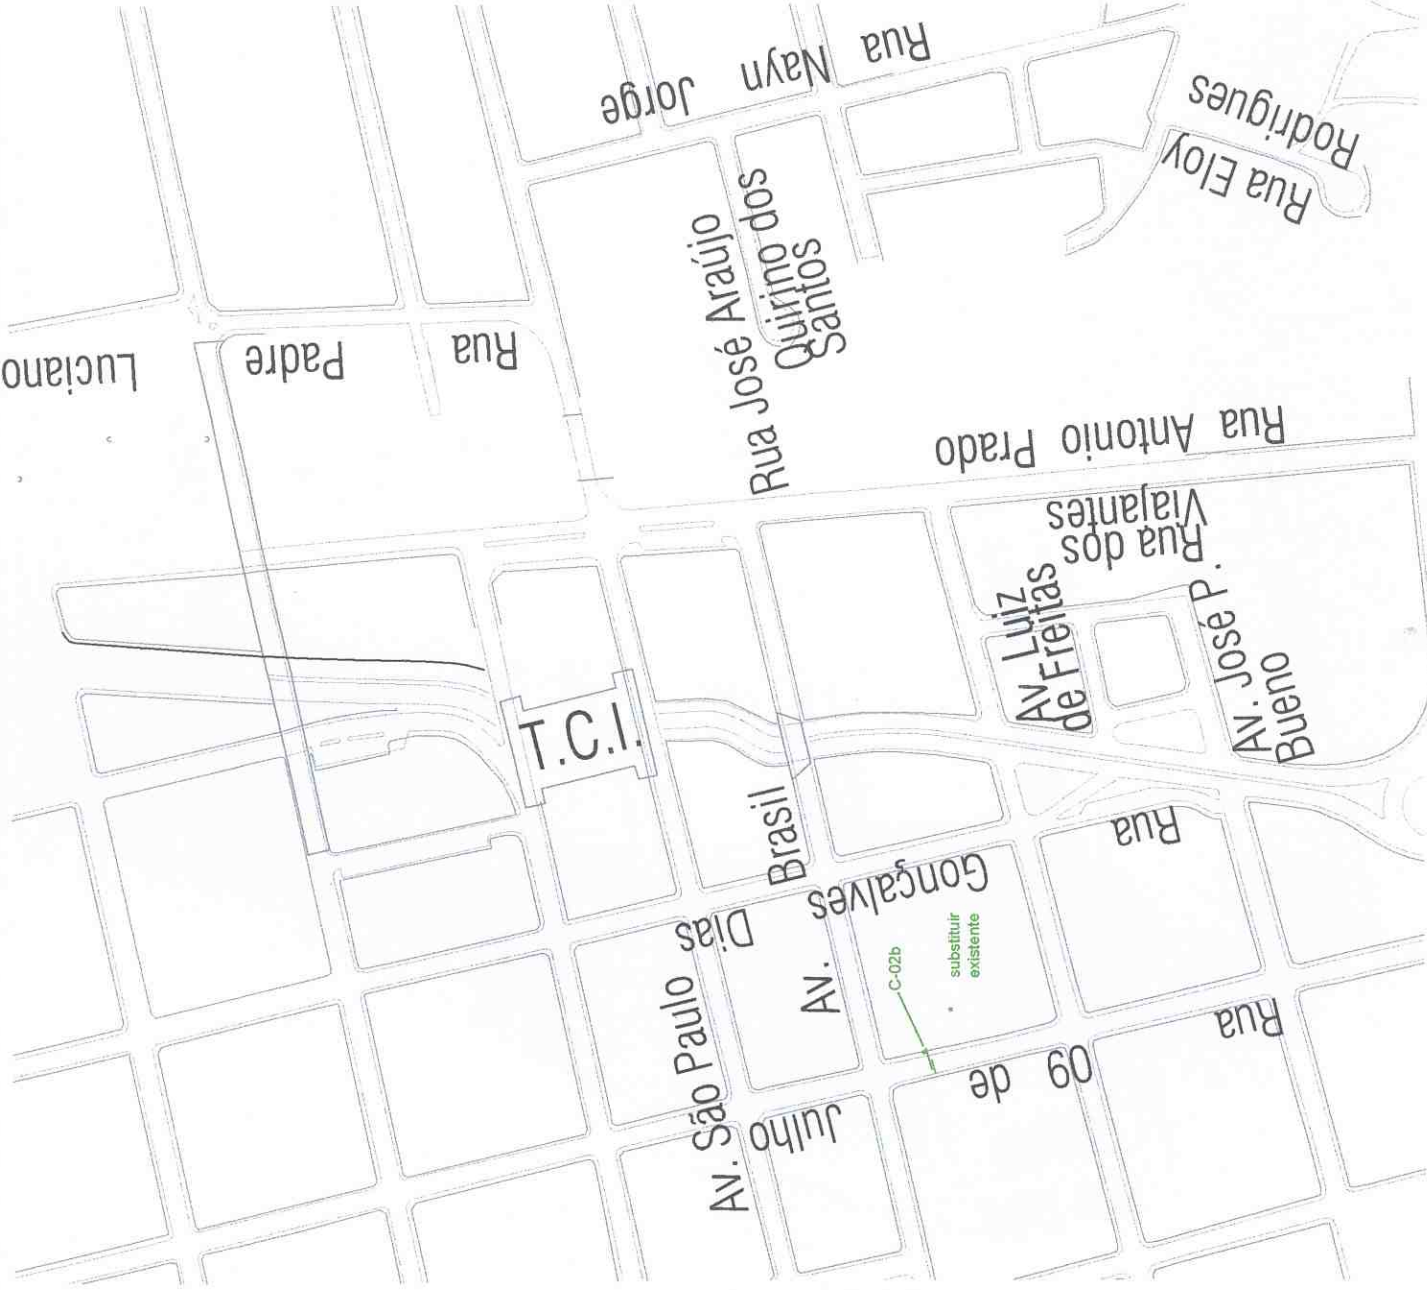 Rua Nayn Jorge
Rua Eloy
Rodrigues
Rua José Araújo
Quirino dos
Santos
Rua Padre Luciano
Rua Antonio Prado
Rua dos
Viajantes
Av Luiz
de Freitas
Av. José P.
Bueno
T.C.I.
Av. Brasil
Rua Gonçalves Dias
Av. São Paulo
C-02b
substituir
existente
Rua 09 de Julho